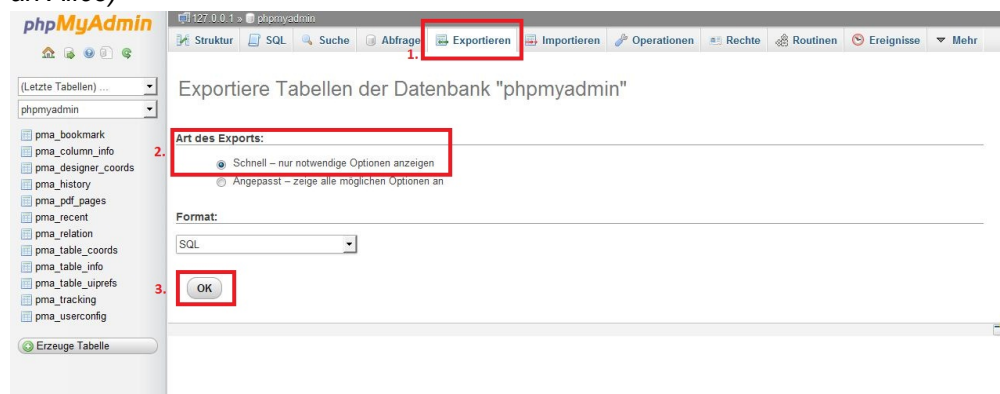 an Alles)
phpMyAdmin
127.0.0.1 » phpmyadmin
Struktur SQL Suche Abfrage Exportieren Importieren Operationen Rechte Routinen Ereignisse Mehr
1.
(Letzte Tabellen) ...
phpmyadmin
pma_bookmark
pma_column_info
pma_designer_coords
pma_history
pma_pdf_pages
pma_recent
pma_relation
pma_table_coords
pma_table_info
pma_table_uiprefs
pma_tracking
pma_userconfig
Erzeuge Tabelle
Exportiere Tabellen der Datenbank "phpmyadmin"
Art des Exports:
2.
Schnell – nur notwendige Optionen anzeigen
Angepasst – zeige alle möglichen Optionen an
Format:
SQL
3.
OK